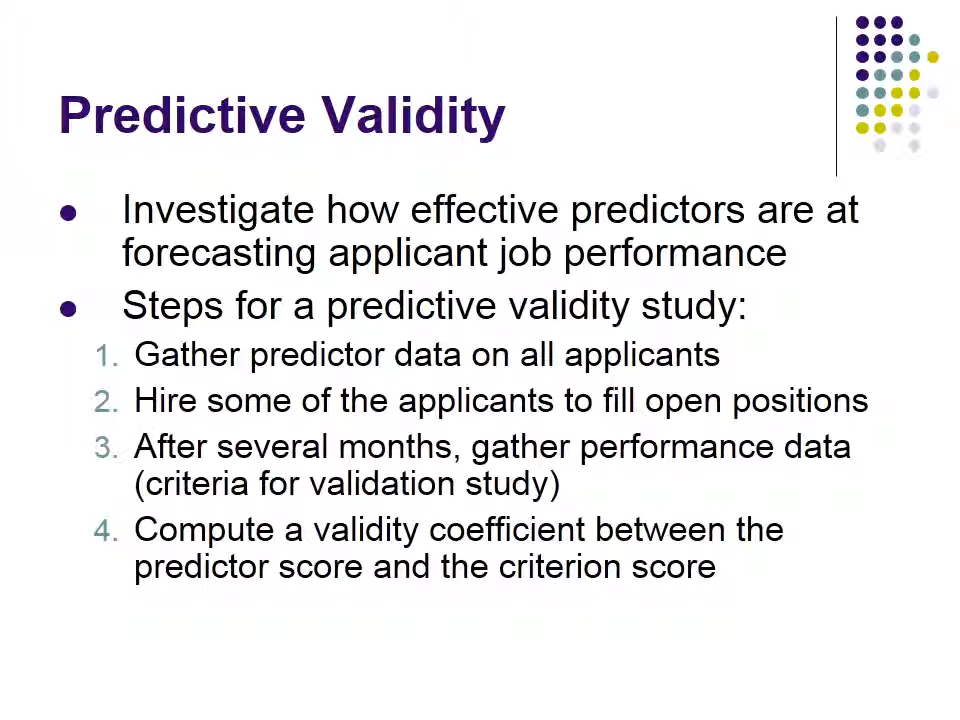 Predictive Validity
Investigate how effective predictors are at
forecasting applicant job performance
Steps for a predictive validity study:
1. Gather predictor data on all applicants
2. Hire some of the applicants to fill open positions
3. After several months, gather performance data
(criteria for validation study)
4. Compute a validity coefficient between the
predictor score and the criterion score